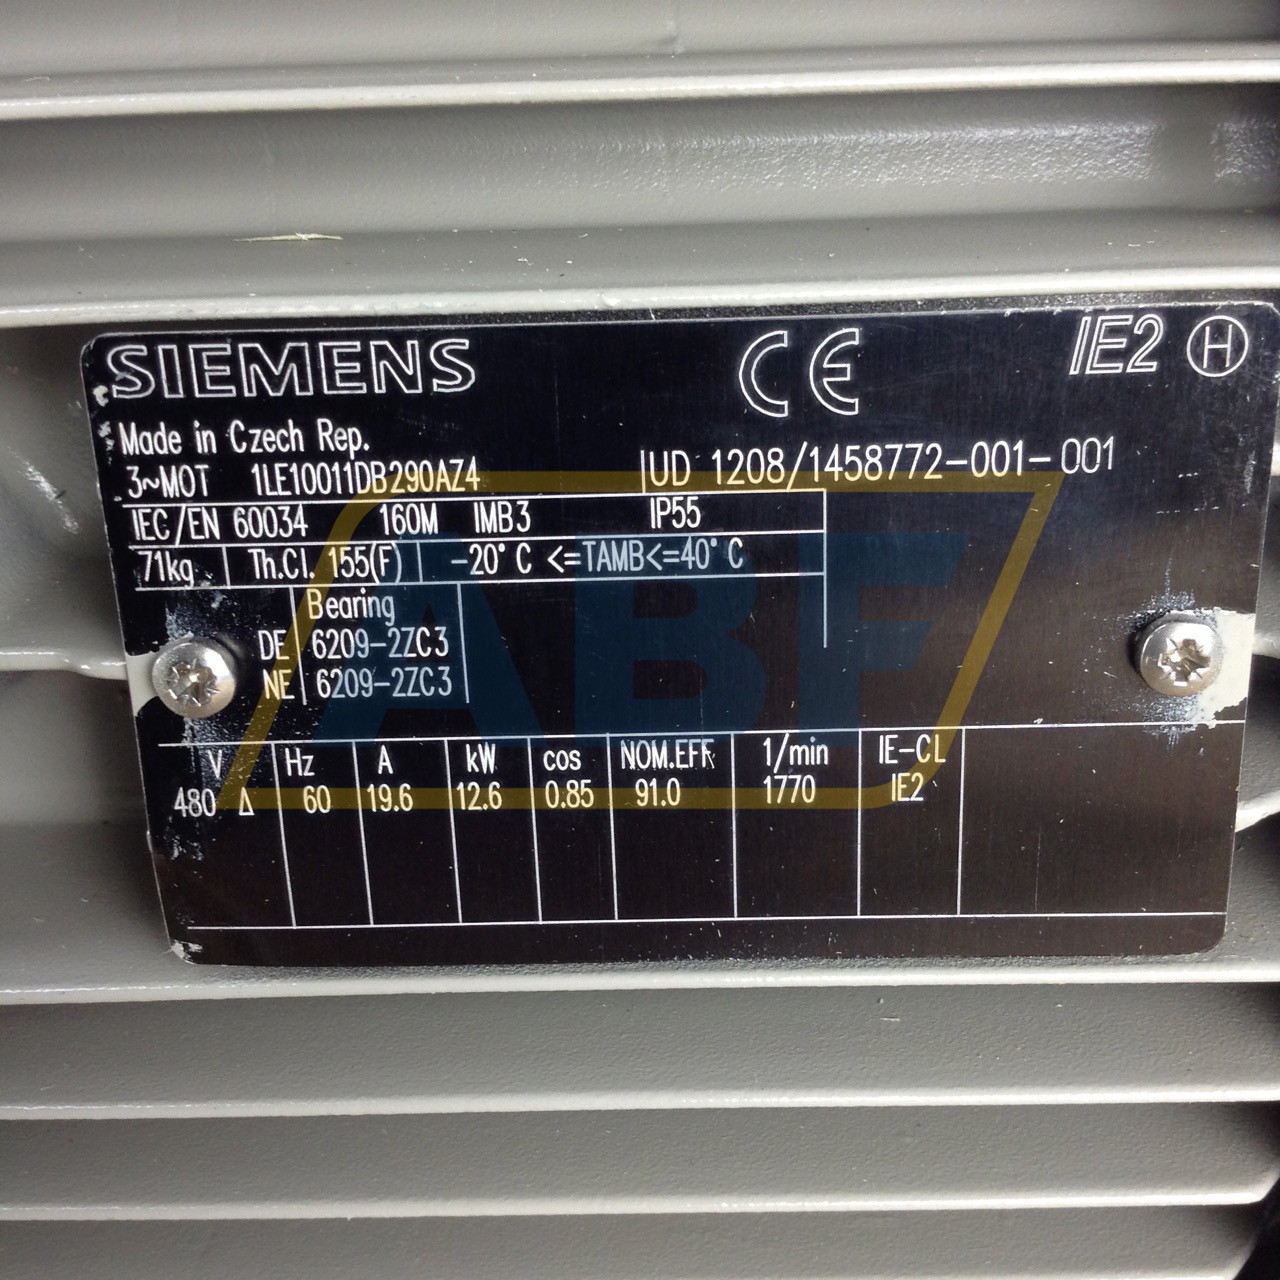 SIEMENS CE IE2 H
Made in Czech Rep.
3~MOT 1LE10011DB290AZ4 UD 1208/1458772-001-001
IEC/EN 60034 160M IMB3 IP55
71kg Th.Cl. 155(F) -20°C <=TAMB<=40°C
Bearing
DE 6209-2ZC3
NE 6209-2ZC3
V Hz A kW cos NOM.EFF 1/min IE-CL
480 Δ 60 19.6 12.6 0.85 91.0 1770 IE2
ABF